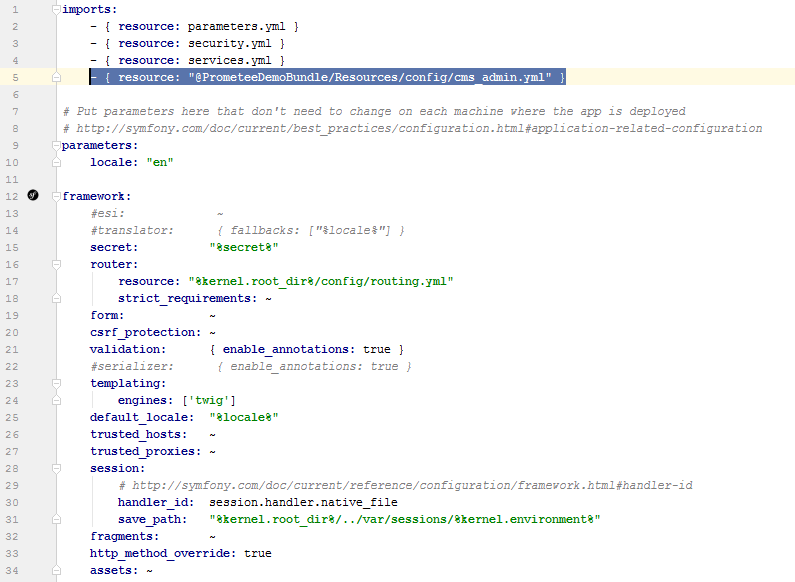 1 imports:
2 - { resource: parameters.yml }
3 - { resource: security.yml }
4 - { resource: services.yml }
5 - { resource: "@PrometeeDemoBundle/Resources/config/cms_admin.yml" }
6
7 # Put parameters here that don't need to change on each machine where the app is deployed
8 # http://symfony.com/doc/current/best_practices/configuration.html#application-related-configuration
9 parameters:
10 locale: "en"
11
12 sf framework:
13 #esi: ~
14 #translator: { fallbacks: ["%locale%"] }
15 secret: "%secret%"
16 router:
17 resource: "%kernel.root_dir%/config/routing.yml"
18 strict_requirements: ~
19 form: ~
20 csrf_protection: ~
21 validation: { enable_annotations: true }
22 #serializer: { enable_annotations: true }
23 templating:
24 engines: ['twig']
25 default_locale: "%locale%"
26 trusted_hosts: ~
27 trusted_proxies: ~
28 session:
29 # http://symfony.com/doc/current/reference/configuration/framework.html#handler-id
30 handler_id: session.handler.native_file
31 save_path: "%kernel.root_dir%/../var/sessions/%kernel.environment%"
32 fragments: ~
33 http_method_override: true
34 assets: ~